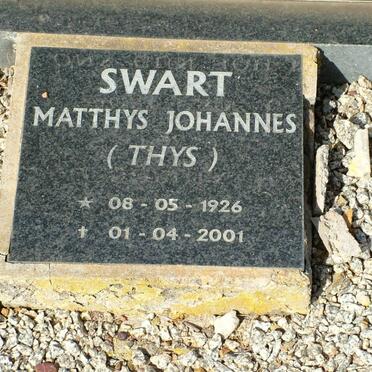 SWART
MATTHYS JOHANNES
( THYS )
* 08 - 05 - 1926
† 01 - 04 - 2001